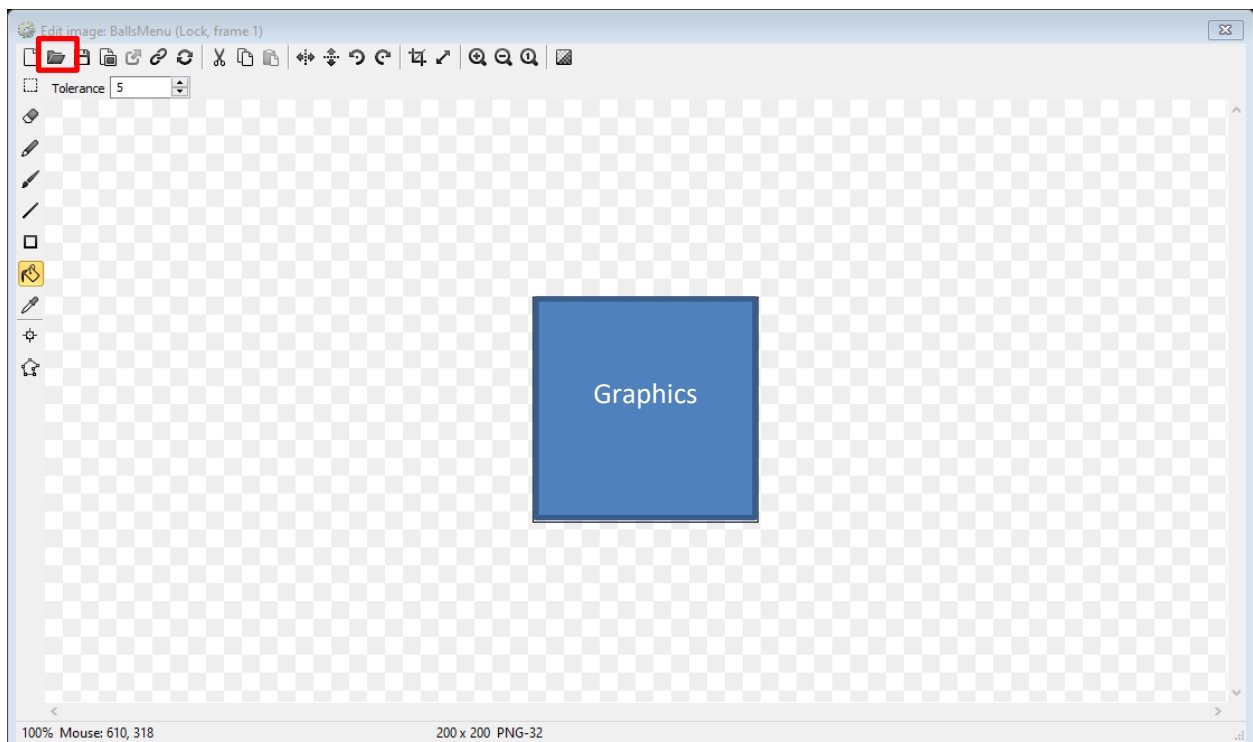 Edit image: BallsMenu (Lock, frame 1)
Tolerance 5
Graphics
100% Mouse: 610, 318 200 x 200 PNG-32